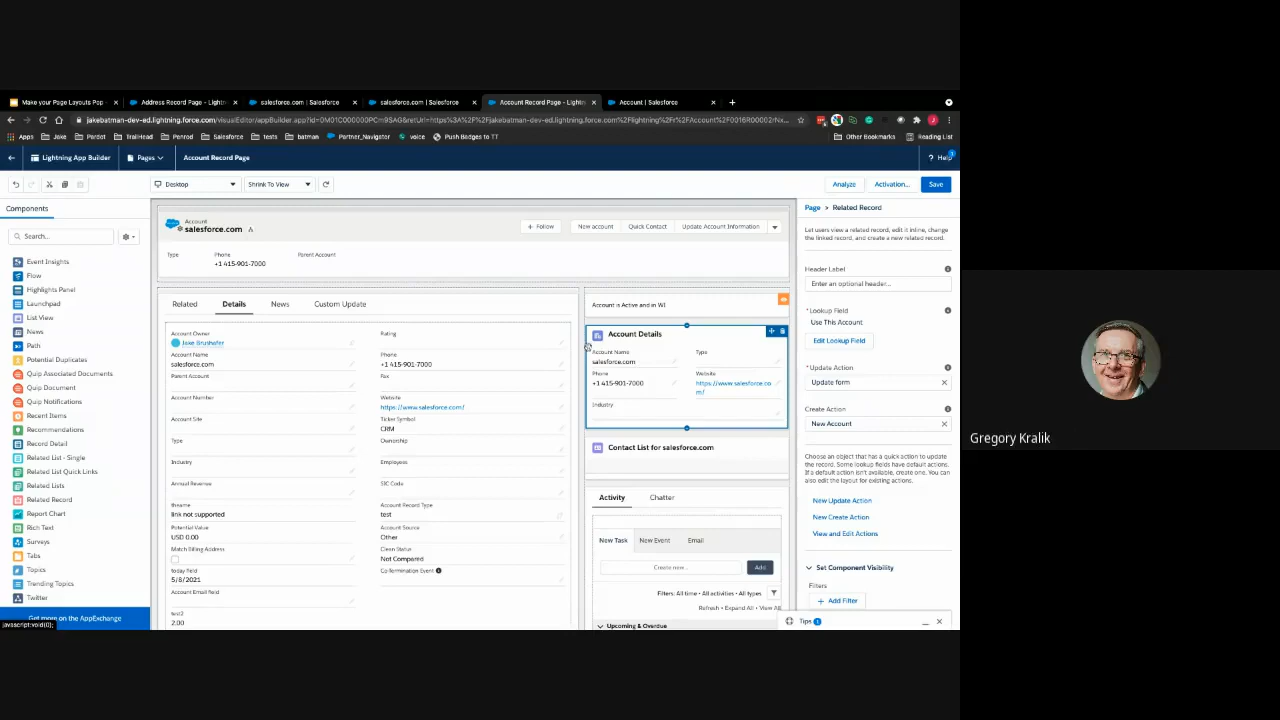 Make your Page Layouts Pop -
Address Record Page - Lightn
salesforce.com | Salesforce
salesforce.com | Salesforce
Account Record Page - Lightn
Account | Salesforce
Apps
Jake
Pardot
TrailHead
Penrod
Salesforce
tests
batman
Partner_Navigator
voice
Push Badges to TT
Other Bookmarks
Reading List
Lightning App Builder
Pages
Account Record Page
? Help
Desktop
Shrink To View
Analyze
Activation...
Save
Components
Search...
Event Insights
Flow
Highlights Panel
Launchpad
List View
News
Path
Potential Duplicates
Quip Associated Documents
Quip Document
Quip Notifications
Recent Items
Recommendations
Record Detail
Related List - Single
Related List Quick Links
Related Lists
Related Record
Report Chart
Rich Text
Surveys
Tabs
Topics
Trending Topics
Twitter
Get more on the AppExchange
javascript:void(0);
Account
salesforce.com
+ Follow
New account
Quick Contact
Update Account Information
Type
Phone
Parent Account
+1 415-901-7000
Related
Details
News
Custom Update
Account Owner
Jake Brushafer
Rating
Account Name
salesforce.com
Phone
+1 415-901-7000
Parent Account
Fax
Account Number
Website
https://www.salesforce.com/
Account Site
Ticker Symbol
CRM
Type
Ownership
Industry
Employees
Annual Revenue
SIC Code
link not supported
Account Record Type
test
Potential Value
USD 0.00
Account Source
Other
Match Billing Address
Clean Status
Not Compared
today field
5/8/2021
Co-Termination Event
Account Email field
test2
2.00
Account is Active and in WI
Account Details
Account Name
salesforce.com
Type
Phone
+1 415-901-7000
Website
https://www.salesforce.co
m/
Industry
Contact List for salesforce.com
Activity
Chatter
New Task
New Event
Email
Create new...
Add
Filters: All time • All activities • All types
Refresh • Expand All • View All
Upcoming & Overdue
Page > Related Record
Let users view a related record, edit it inline, change
the linked record, and create a new related record.
Header Label
Enter an optional header...
* Lookup Field
Use This Account
Edit Lookup Field
* Update Action
Update form
Create Action
New Account
Choose an object that has a quick action to update
the record. Some lookup fields have default actions.
If a default action isn't available, create one. You can
also edit the layout for existing actions.
New Update Action
New Create Action
View and Edit Actions
Set Component Visibility
Filters
+ Add Filter
Tips 1
Gregory Kralik